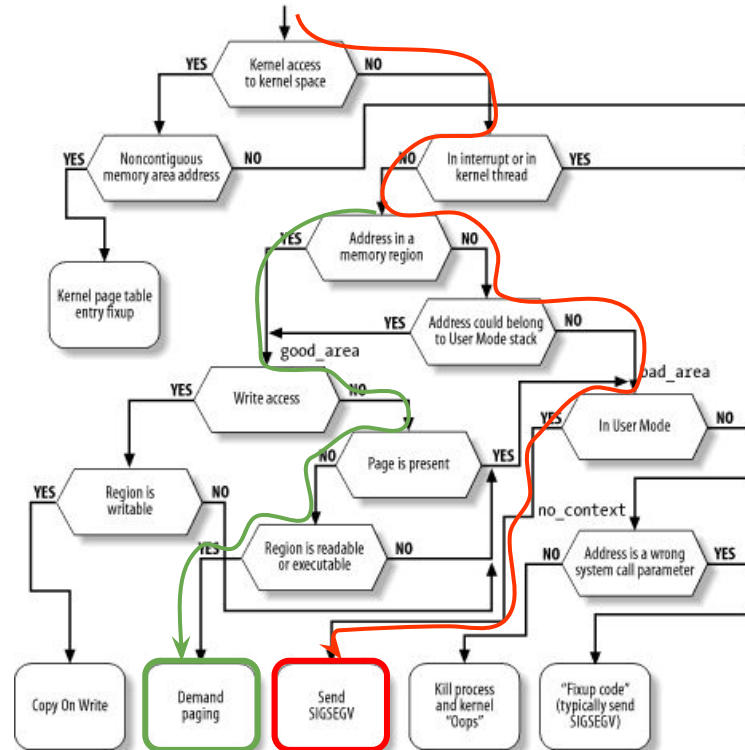 Kernel access
to kernel space
YES
NO
Noncontiguous
memory area address
YES
NO
In interrupt or in
kernel thread
NO
YES
Kernel page table
entry fixup
Address in a
memory region
YES
NO
Address could belong
to User Mode stack
YES
NO
good_area
bad_area
Write access
YES
NO
In User Mode
YES
NO
Page is present
NO
YES
Region is
writable
YES
NO
no_context
Region is readable
or executable
YES
NO
Address is a wrong
system call parameter
NO
YES
Copy On Write
Demand
paging
Send
SIGSEGV
Kill process
and kernel
"Oops"
"Fixup code"
(typically send
SIGSEGV)